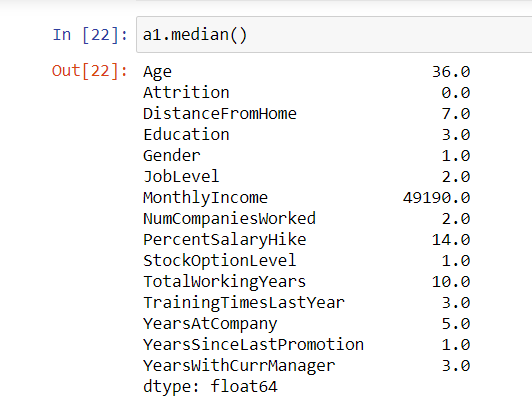 In [22]: a1.median()
Out[22]: Age 36.0
Attrition 0.0
DistanceFromHome 7.0
Education 3.0
Gender 1.0
JobLevel 2.0
MonthlyIncome 49190.0
NumCompaniesWorked 2.0
PercentSalaryHike 14.0
StockOptionLevel 1.0
TotalWorkingYears 10.0
TrainingTimesLastYear 3.0
YearsAtCompany 5.0
YearsSinceLastPromotion 1.0
YearsWithCurrManager 3.0
dtype: float64